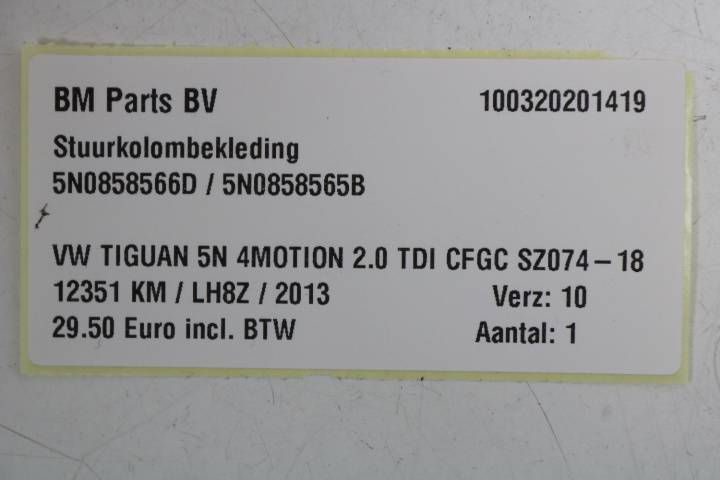 BM Parts BV 100320201419
Stuurkolombekleding
5N0858566D / 5N0858565B
VW TIGUAN 5N 4MOTION 2.0 TDI CFGC SZ074-18
12351 KM / LH8Z / 2013 Verz: 10
29.50 Euro incl. BTW Aantal: 1